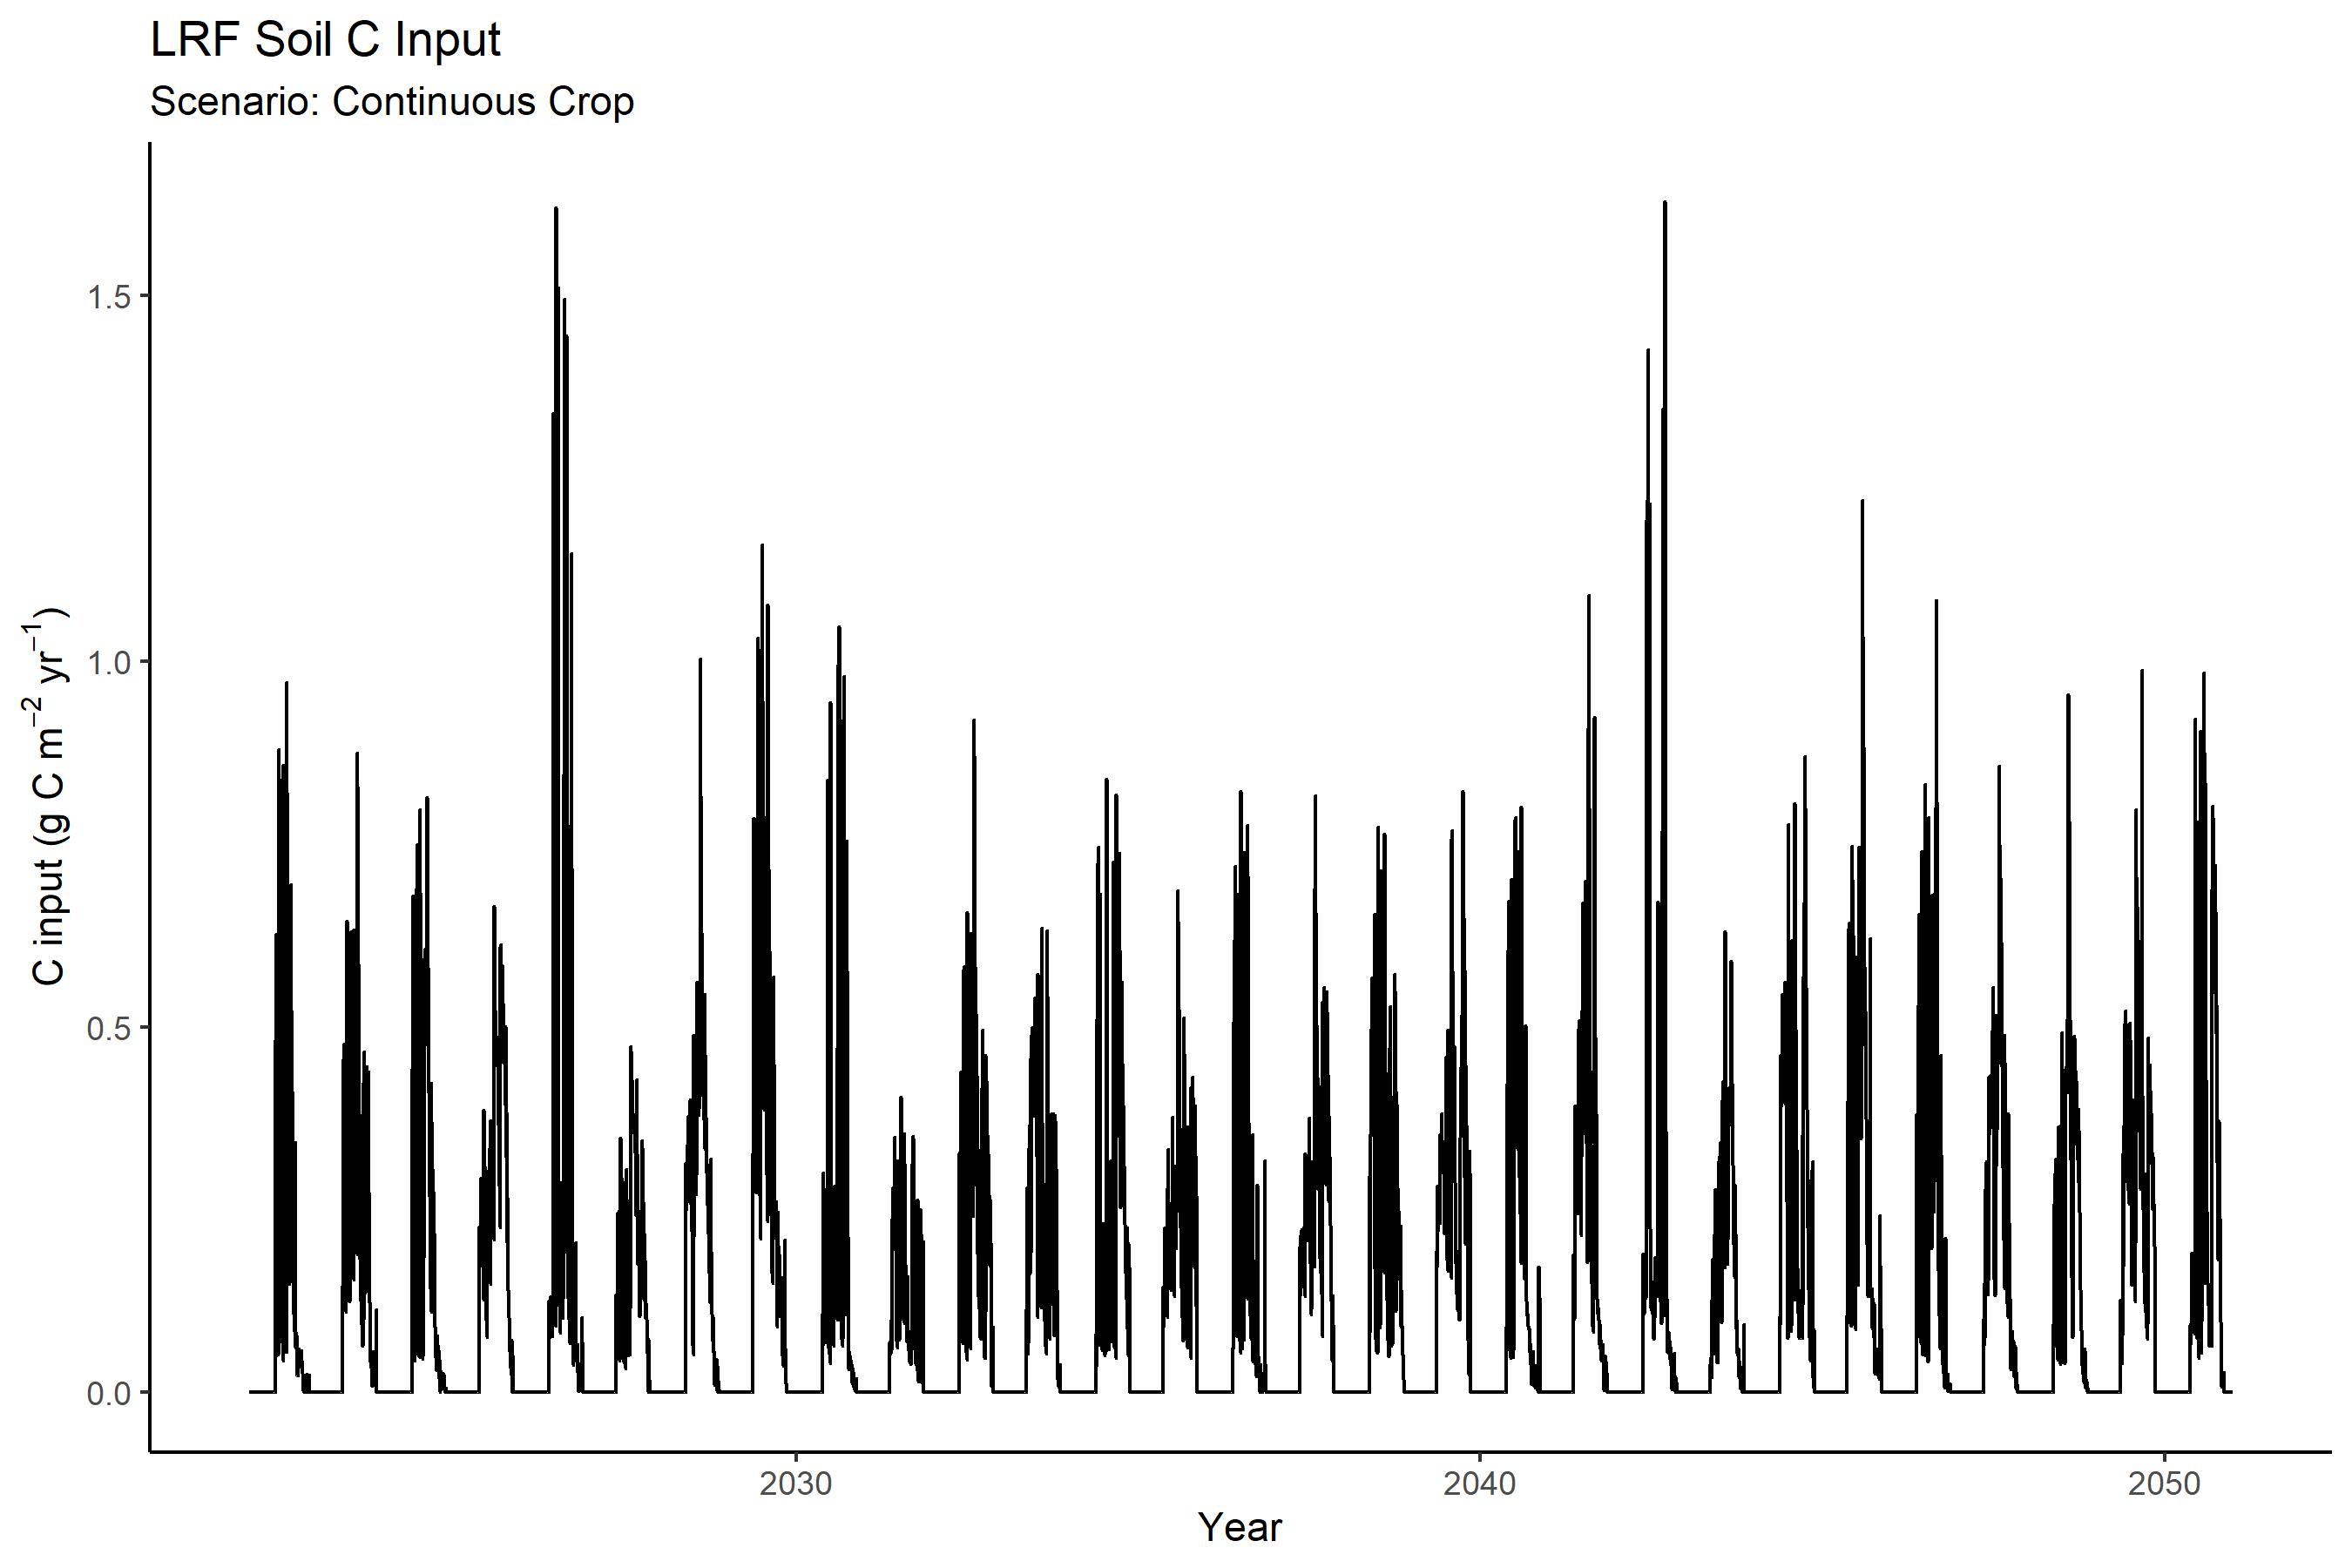 LRF Soil C Input
Scenario: Continuous Crop
C input (g C m⁻² yr⁻¹)
1.5
1.0
0.5
0.0
2030
2040
2050
Year